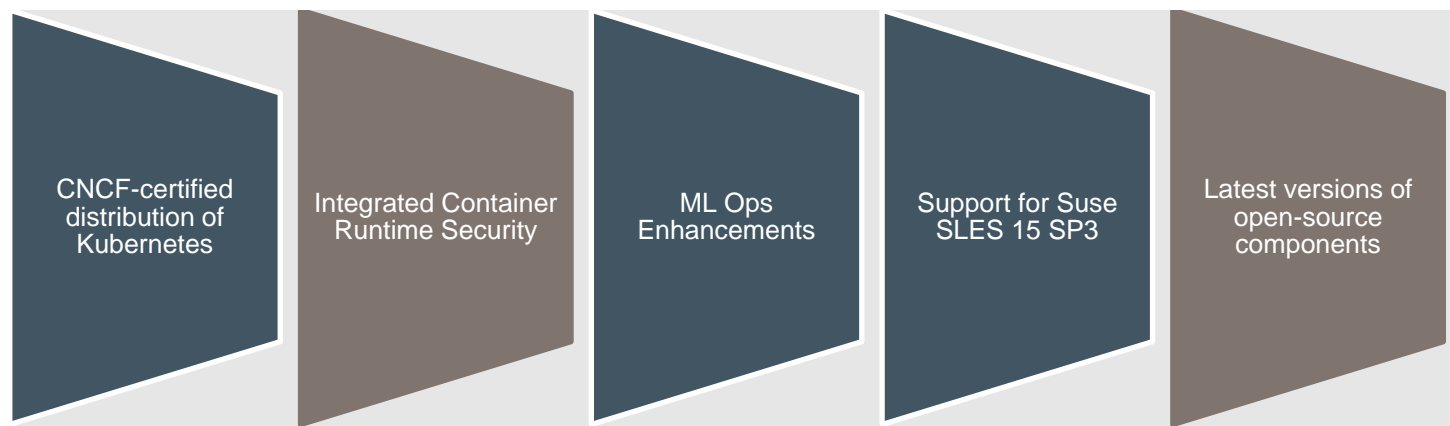 CNCF-certified
distribution of
Kubernetes
Integrated Container
Runtime Security
ML Ops
Enhancements
Support for Suse
SLES 15 SP3
Latest versions of
open-source
components